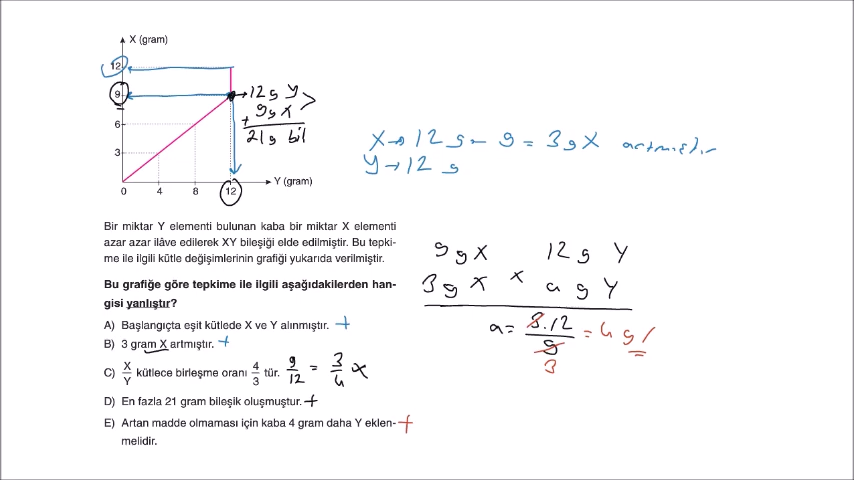 X (gram)
12
9
6
3
0 4 8 12
Y (gram)
→12 g y
9g X
+
21 g bil
X → 12 g - 9 = 3 g X artmıştır
Y → 12 g
Bir miktar Y elementi bulunan kaba bir miktar X elementi
azar azar ilâve edilerek XY bileşiği elde edilmiştir. Bu tepki-
me ile ilgili kütle değişimlerinin grafiği yukarıda verilmiştir.
Bu grafiğe göre tepkime ile ilgili aşağıdakilerden han-
gisi yanlıştır?
A) Başlangıçta eşit kütlede X ve Y alınmıştır. +
B) 3 gram X artmıştır. +
C) X/Y kütlece birleşme oranı 4/3 tür. 9/12 = 3/4 x
D) En fazla 21 gram bileşik oluşmuştur. +
E) Artan madde olmaması için kaba 4 gram daha Y eklen- +
melidir.
9 g X 12 g Y
3 g X x a g Y
a = 3.12/9 = 4 g /
3